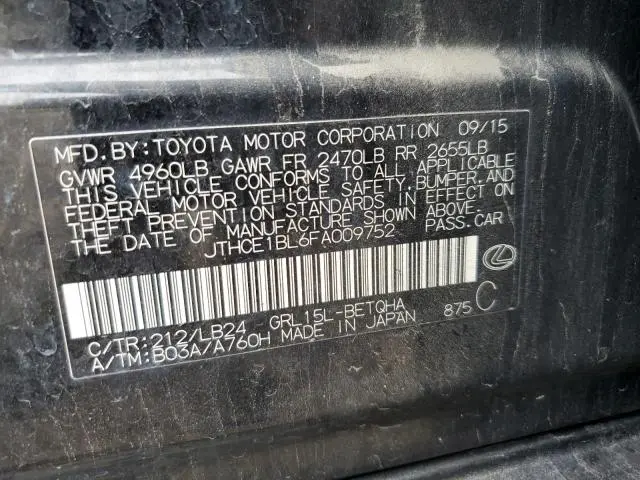 MFD.BY:TOYOTA MOTOR CORPORATION 09/15
GVWR 4960LB GAWR FR 2470LB RR 2655LB
THIS VEHICLE CONFORMS TO ALL APPLICABLE
FEDERAL MOTOR VEHICLE SAFETY,BUMPER,AND
THEFT PREVENTION STANDARDS IN EFFECT ON
THE DATE OF MANUFACTURE SHOWN ABOVE.
JTHCE1BL6FA009752 PASS.CAR
C/TR:212/LB24 GRL15L-BETQHA C
A/TM:B03A/A760H MADE IN JAPAN 875